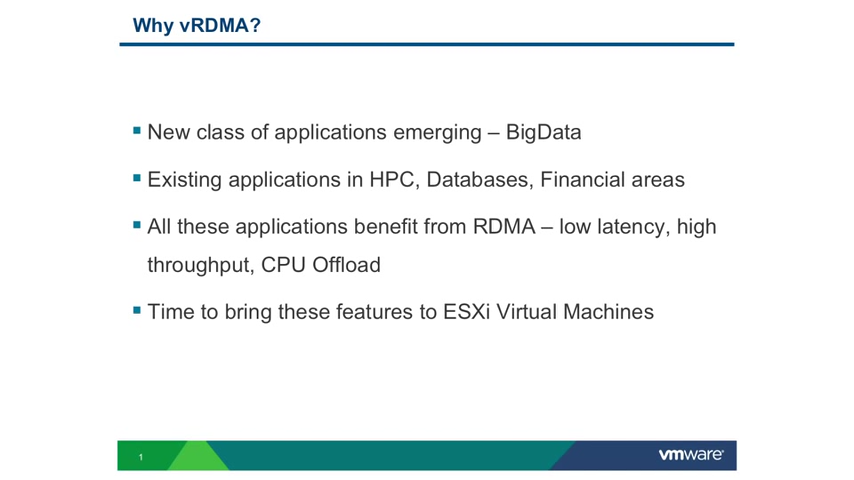 Why vRDMA?
▪ New class of applications emerging – BigData
▪ Existing applications in HPC, Databases, Financial areas
▪ All these applications benefit from RDMA – low latency, high
throughput, CPU Offload
▪ Time to bring these features to ESXi Virtual Machines
1
vmware®